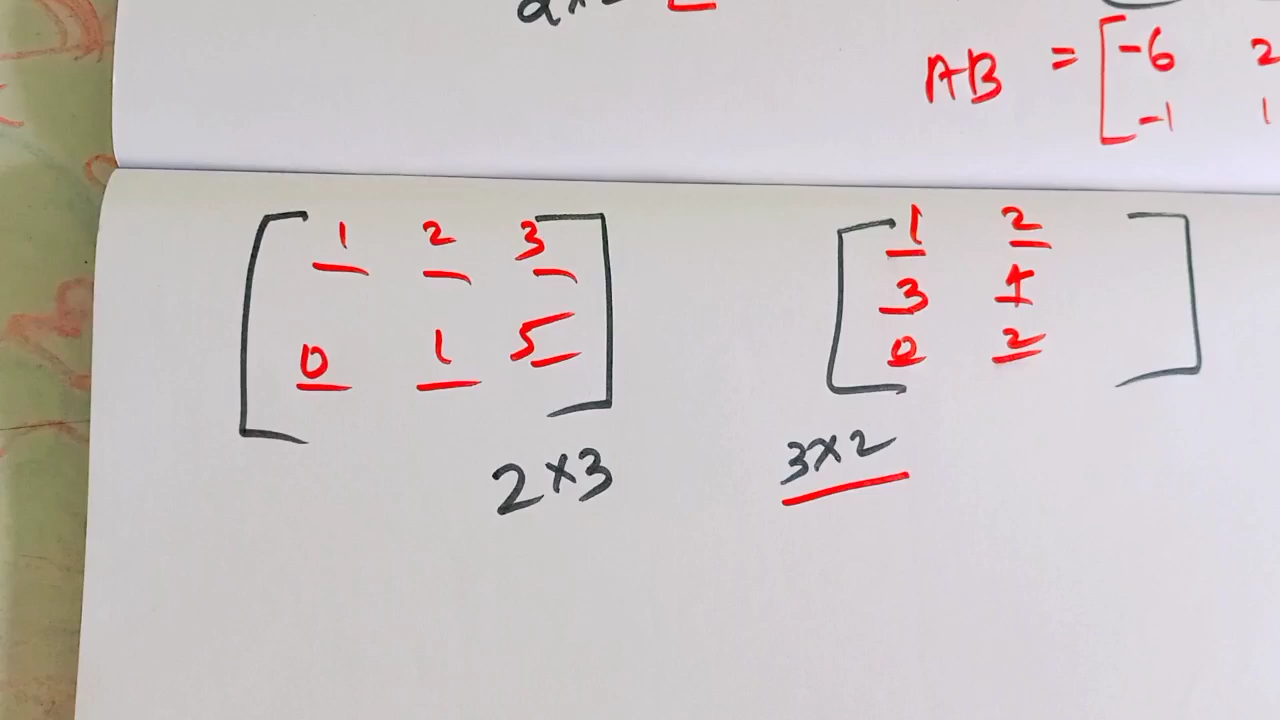 AB = [ -6 2
-1 1
[ 1 2 3 ] [ 1 2 ]
3
0 1 5 0 2
2×3 3×2